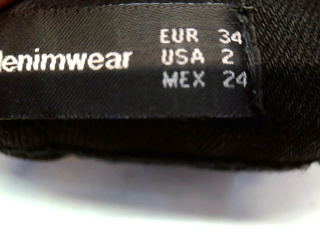 denimwear
EUR 34
USA 2
MEX 24